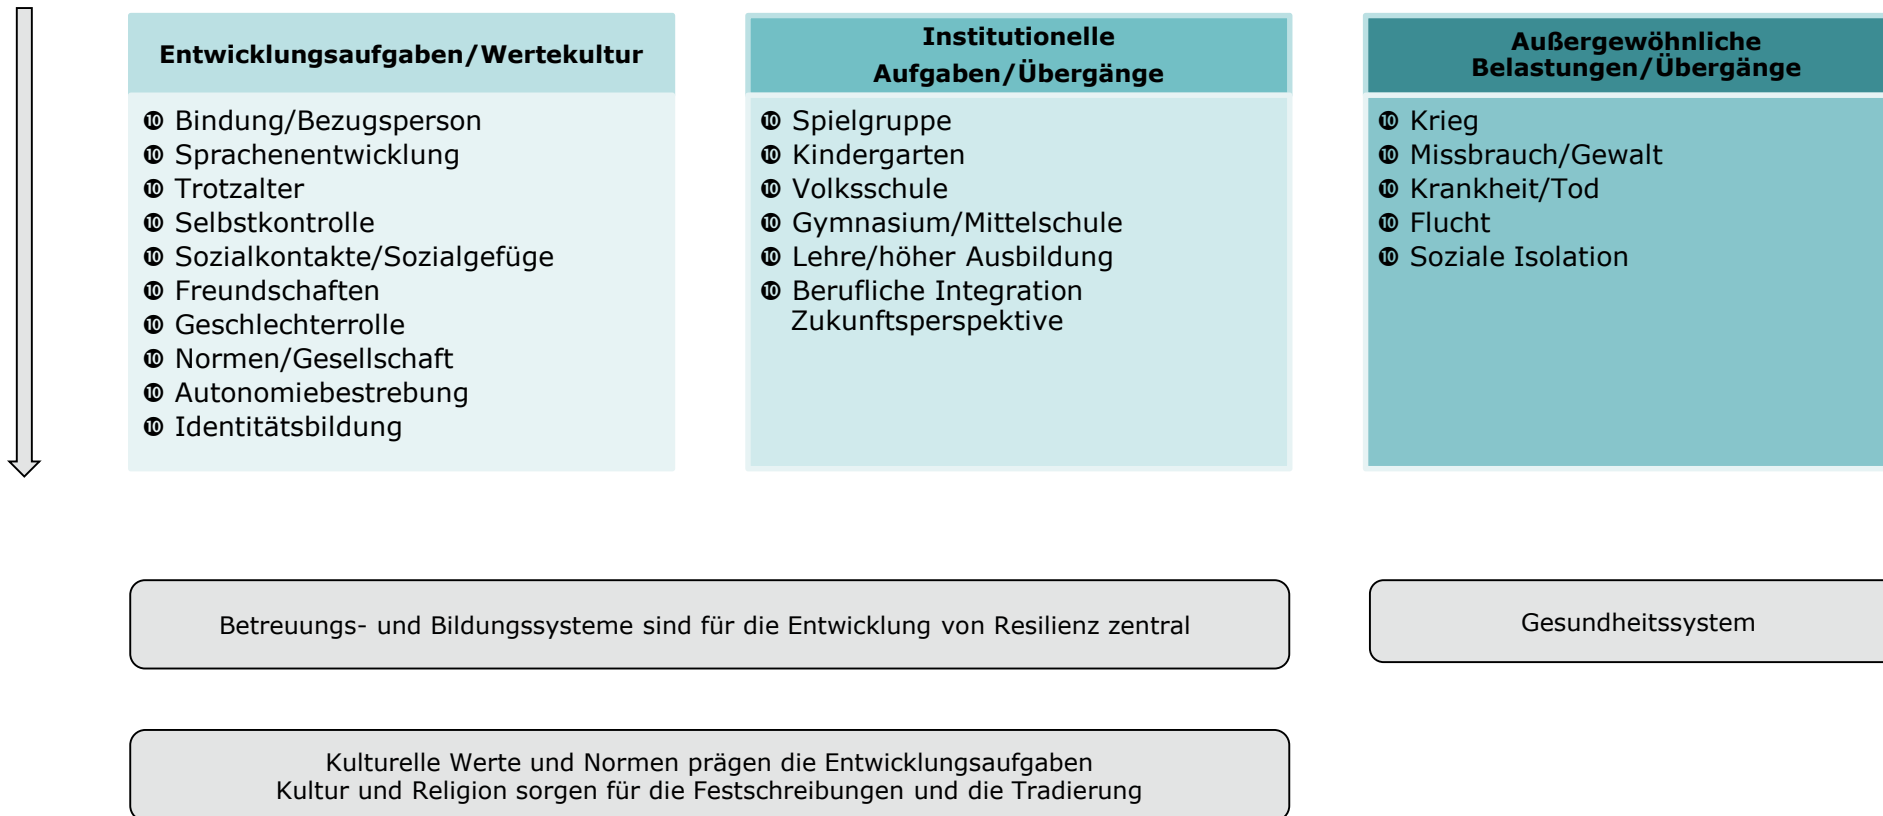 Entwicklungsaufgaben/Wertekultur
❿ Bindung/Bezugsperson
❿ Sprachenentwicklung
❿ Trotzalter
❿ Selbstkontrolle
❿ Sozialkontakte/Sozialgefüge
❿ Freundschaften
❿ Geschlechterrolle
❿ Normen/Gesellschaft
❿ Autonomiebestrebung
❿ Identitätsbildung
Institutionelle
Aufgaben/Übergänge
❿ Spielgruppe
❿ Kindergarten
❿ Volksschule
❿ Gymnasium/Mittelschule
❿ Lehre/höher Ausbildung
❿ Berufliche Integration
Zukunftsperspektive
Außergewöhnliche
Belastungen/Übergänge
❿ Krieg
❿ Missbrauch/Gewalt
❿ Krankheit/Tod
❿ Flucht
❿ Soziale Isolation
Betreuungs- und Bildungssysteme sind für die Entwicklung von Resilienz zentral
Gesundheitssystem
Kulturelle Werte und Normen prägen die Entwicklungsaufgaben
Kultur und Religion sorgen für die Festschreibungen und die Tradierung